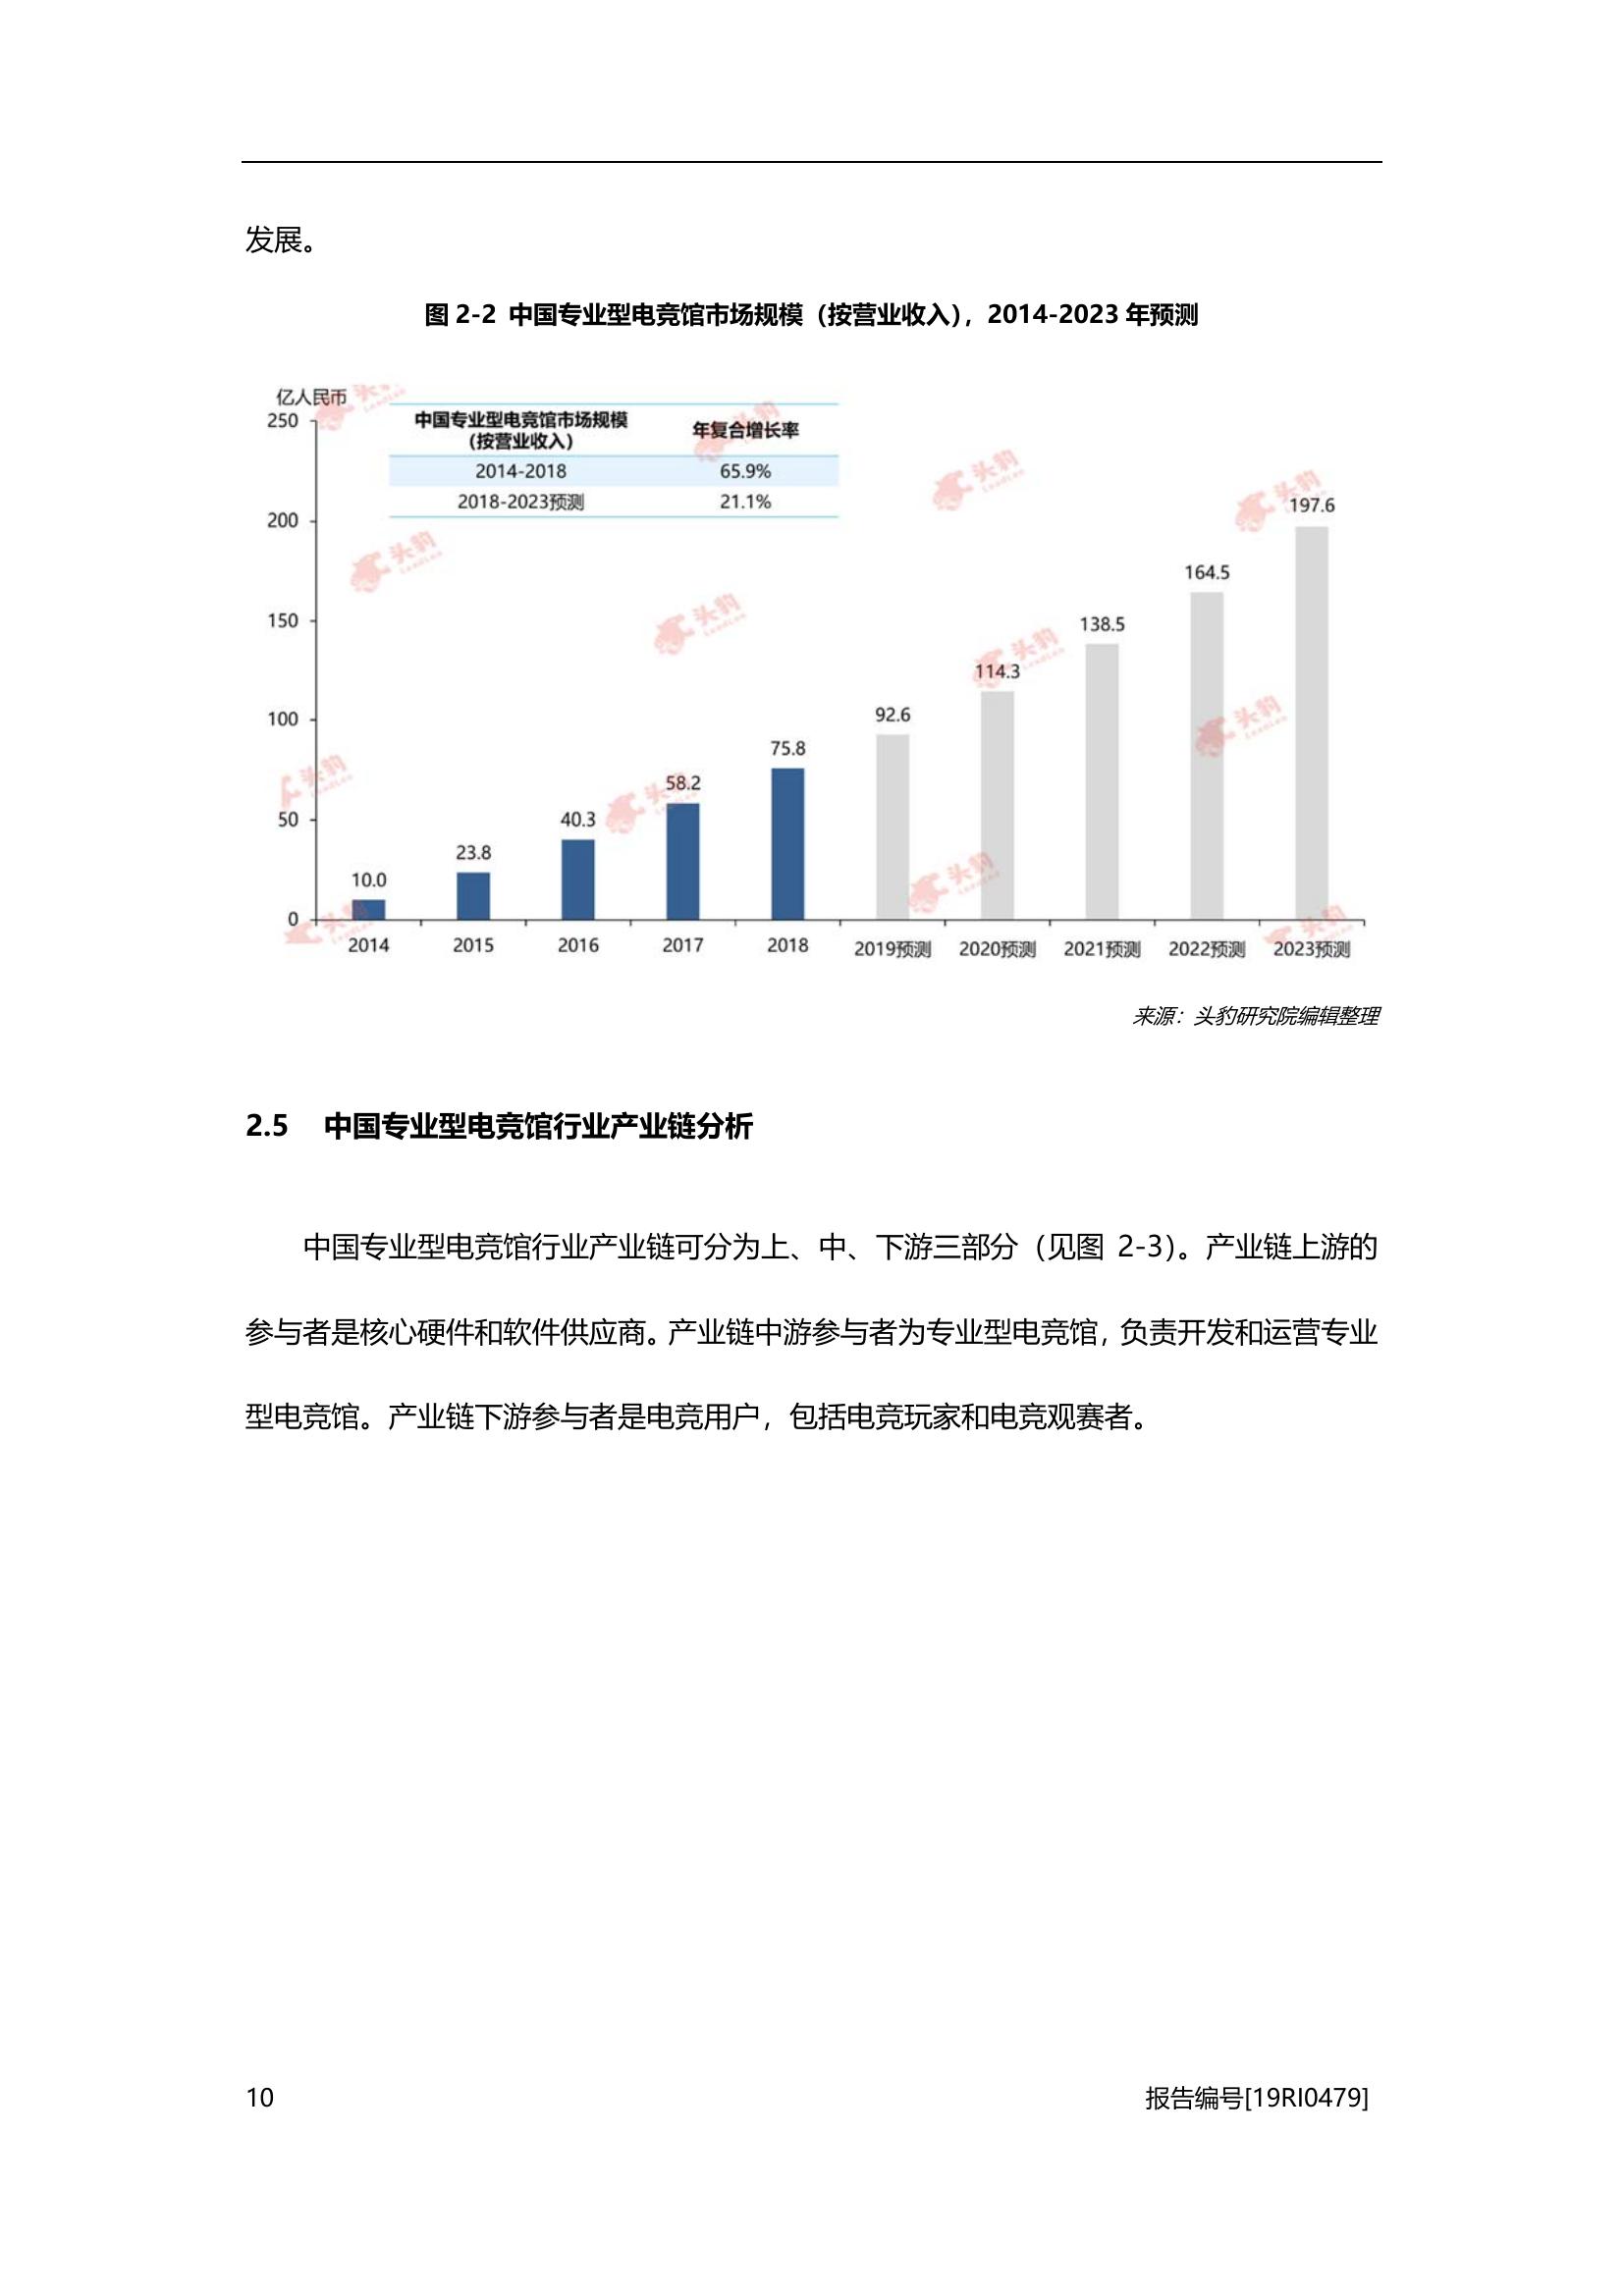 发展。
图 2-2 中国专业型电竞馆市场规模（按营业收入），2014-2023 年预测
亿人民币
中国专业型电竞馆市场规模
（按营业收入）
年复合增长率
2014-2018 65.9%
2018-2023预测 21.1%
250
200
150
100
50
0
10.0
23.8
40.3
58.2
75.8
92.6
114.3
138.5
164.5
197.6
2014 2015 2016 2017 2018 2019预测 2020预测 2021预测 2022预测 2023预测
头豹
LeadLeo
来源：头豹研究院编辑整理
2.5 中国专业型电竞馆行业产业链分析
中国专业型电竞馆行业产业链可分为上、中、下游三部分（见图 2-3）。产业链上游的
参与者是核心硬件和软件供应商。产业链中游参与者为专业型电竞馆，负责开发和运营专业
型电竞馆。产业链下游参与者是电竞用户，包括电竞玩家和电竞观赛者。
10 报告编号[19RI0479]